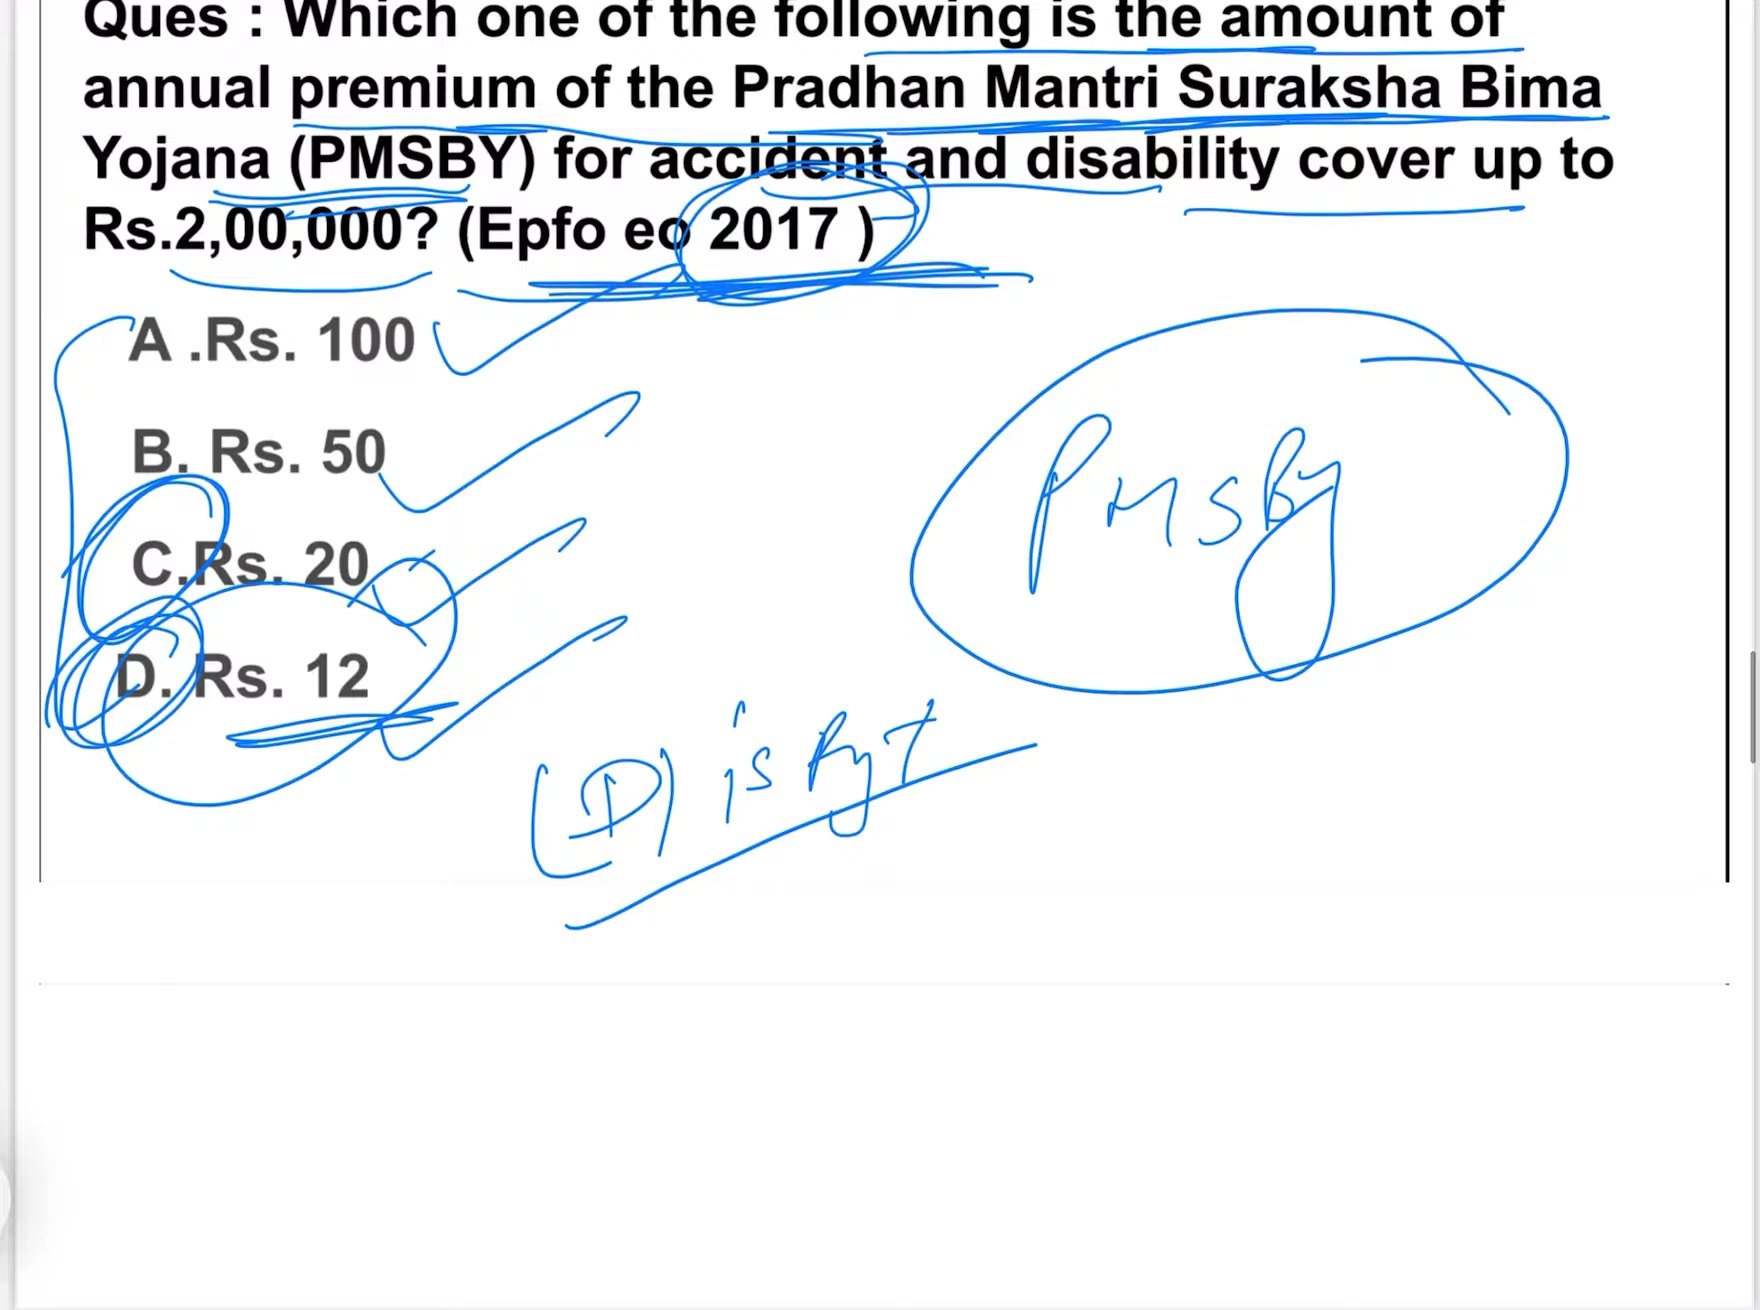 Ques : Which one of the following is the amount of
annual premium of the Pradhan Mantri Suraksha Bima
Yojana (PMSBY) for accident and disability cover up to
Rs.2,00,000? (Epfo eo 2017 )
A .Rs. 100
B. Rs. 50
C.Rs. 20
D. Rs. 12
PMSBy
(D) is